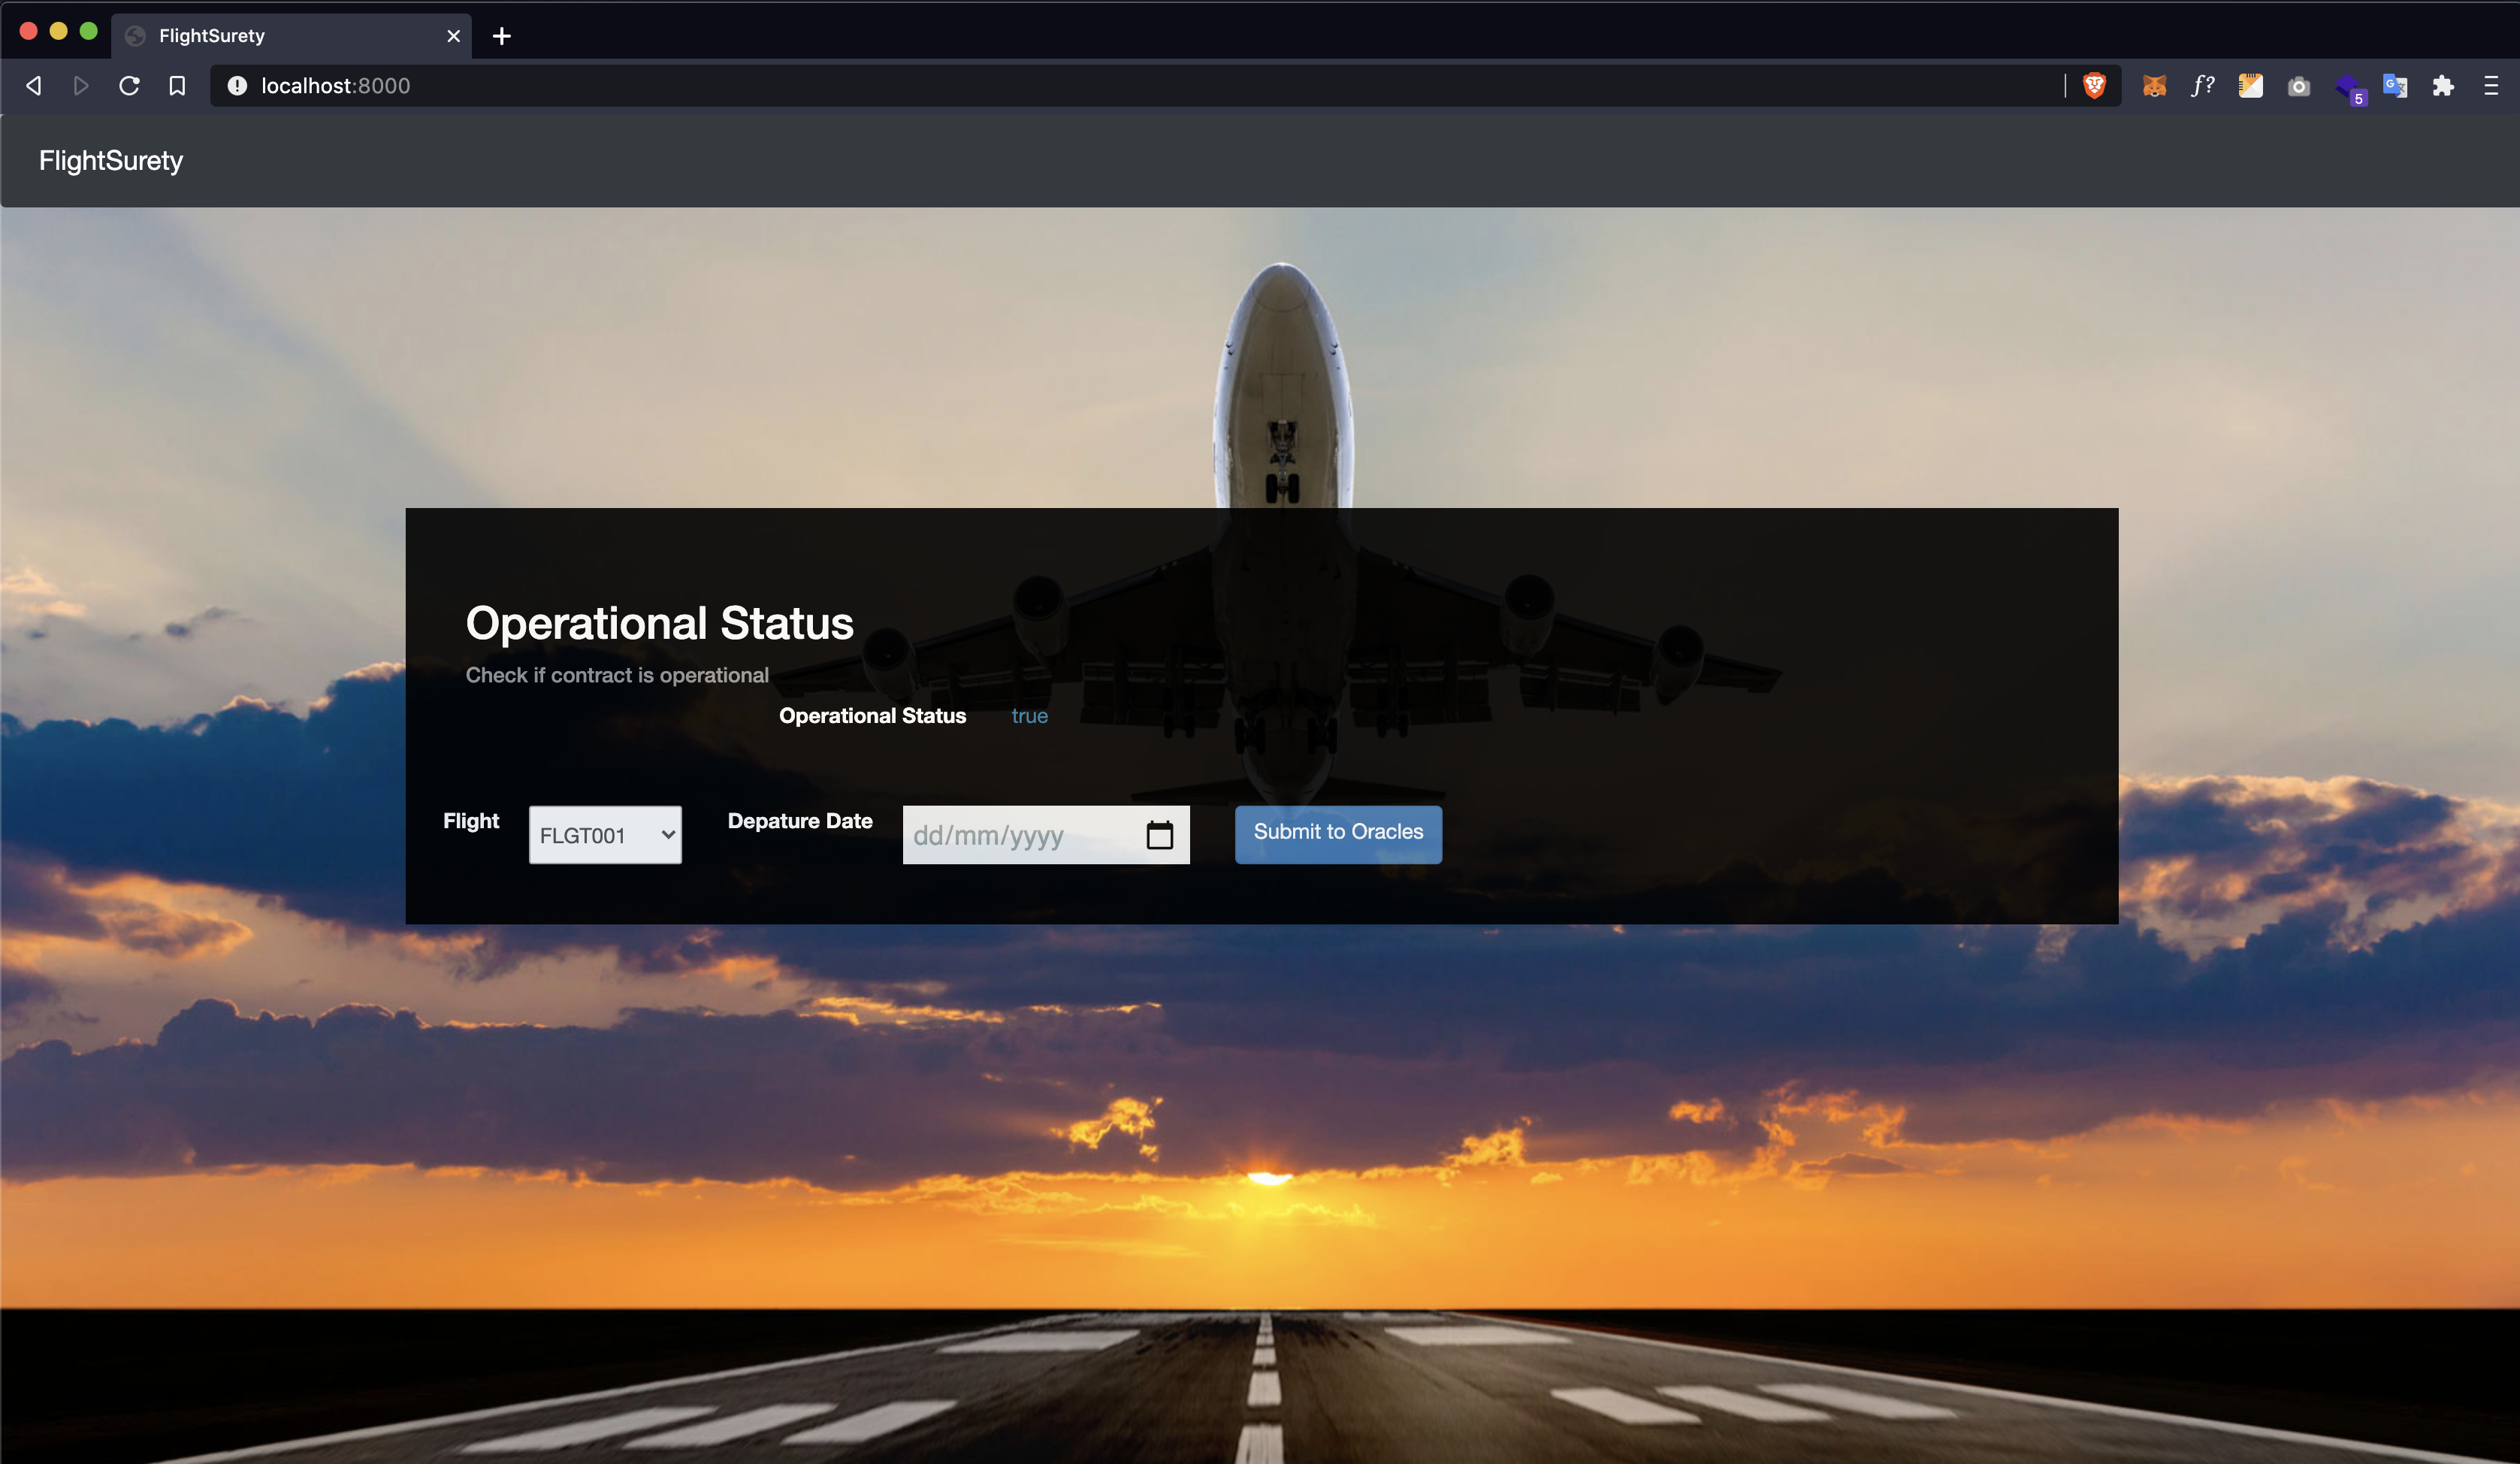 FlightSurety
localhost:8000
f?
5
G
FlightSurety
Operational Status
Check if contract is operational
Operational Status true
Flight FLGT001 Depature Date dd/mm/yyyy Submit to Oracles